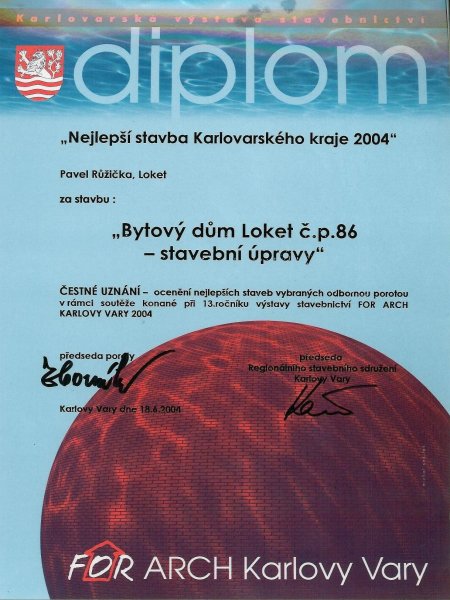 Karlovarská výstava stavebnictví
diplom
„Nejlepší stavba Karlovarského kraje 2004“
Pavel Růžička, Loket
za stavbu :
„Bytový dům Loket č.p.86
– stavební úpravy“
ČESTNÉ UZNÁNÍ – ocenění nejlepších staveb vybraných odbornou porotou
v rámci soutěže konané při 13.ročníku výstavy stavebnictví FOR ARCH
KARLOVY VARY 2004
předseda poroty
předseda
Regionálního stavebního sdružení
Karlovy Vary
Karlovy Vary dne 18.6.2004
FOR ARCH Karlovy Vary